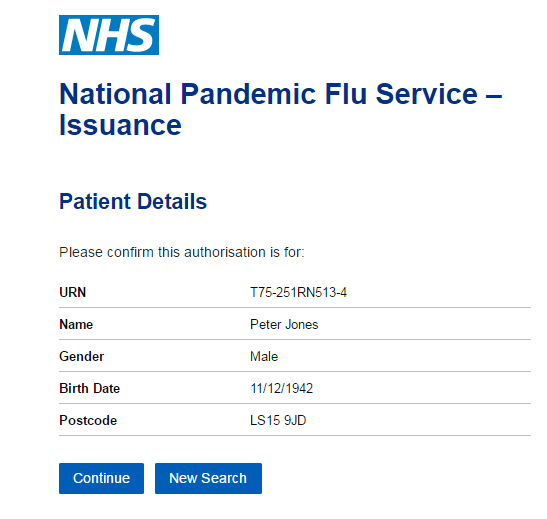 NHS
National Pandemic Flu Service –
Issuance
Patient Details
Please confirm this authorisation is for:
URN T75-251RN513-4
Name Peter Jones
Gender Male
Birth Date 11/12/1942
Postcode LS15 9JD
Continue New Search